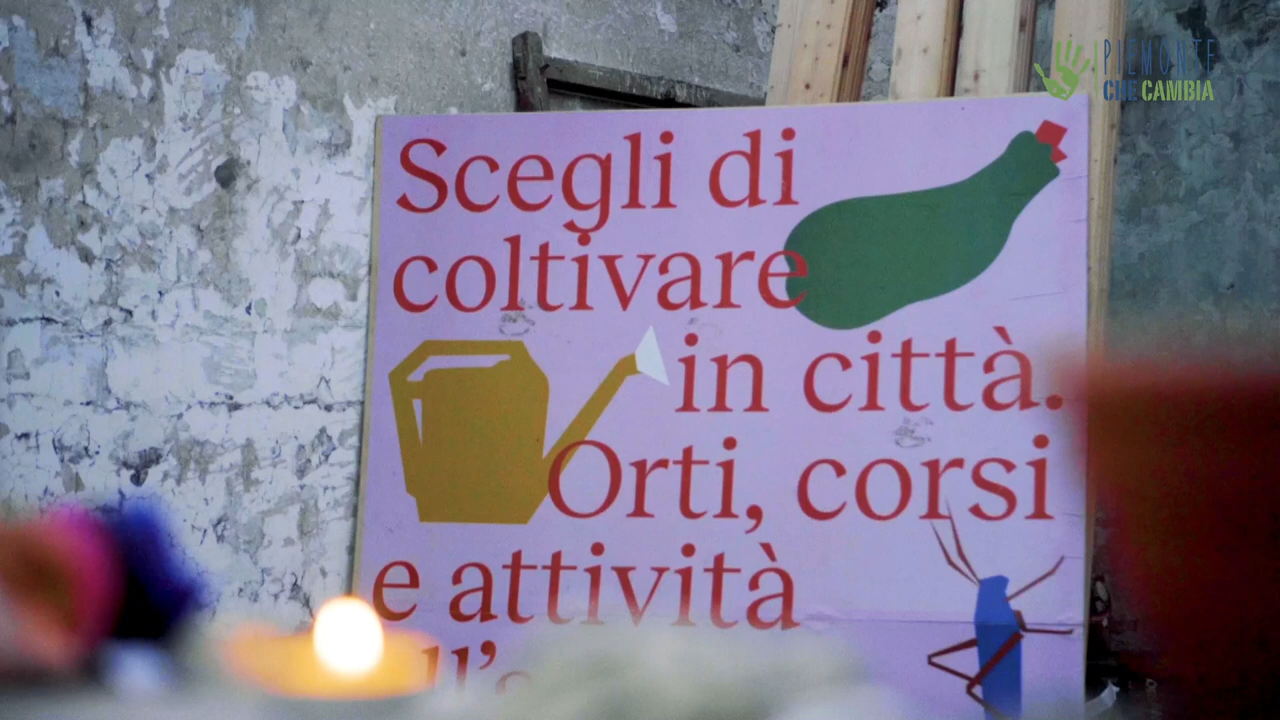 PIEMONTE
CHE CAMBIA
Scegli di
coltivare
in città.
Orti, corsi
e attività